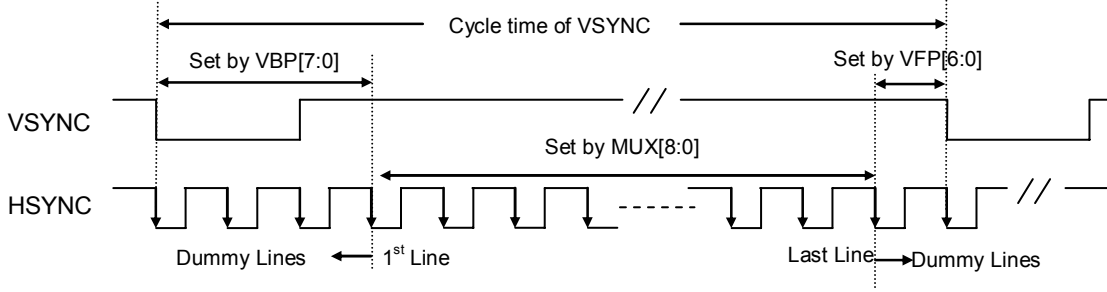 Cycle time of VSYNC
Set by VBP[7:0]
Set by VFP[6:0]
VSYNC
Set by MUX[8:0]
HSYNC
Dummy Lines
1st Line
Last Line
Dummy Lines